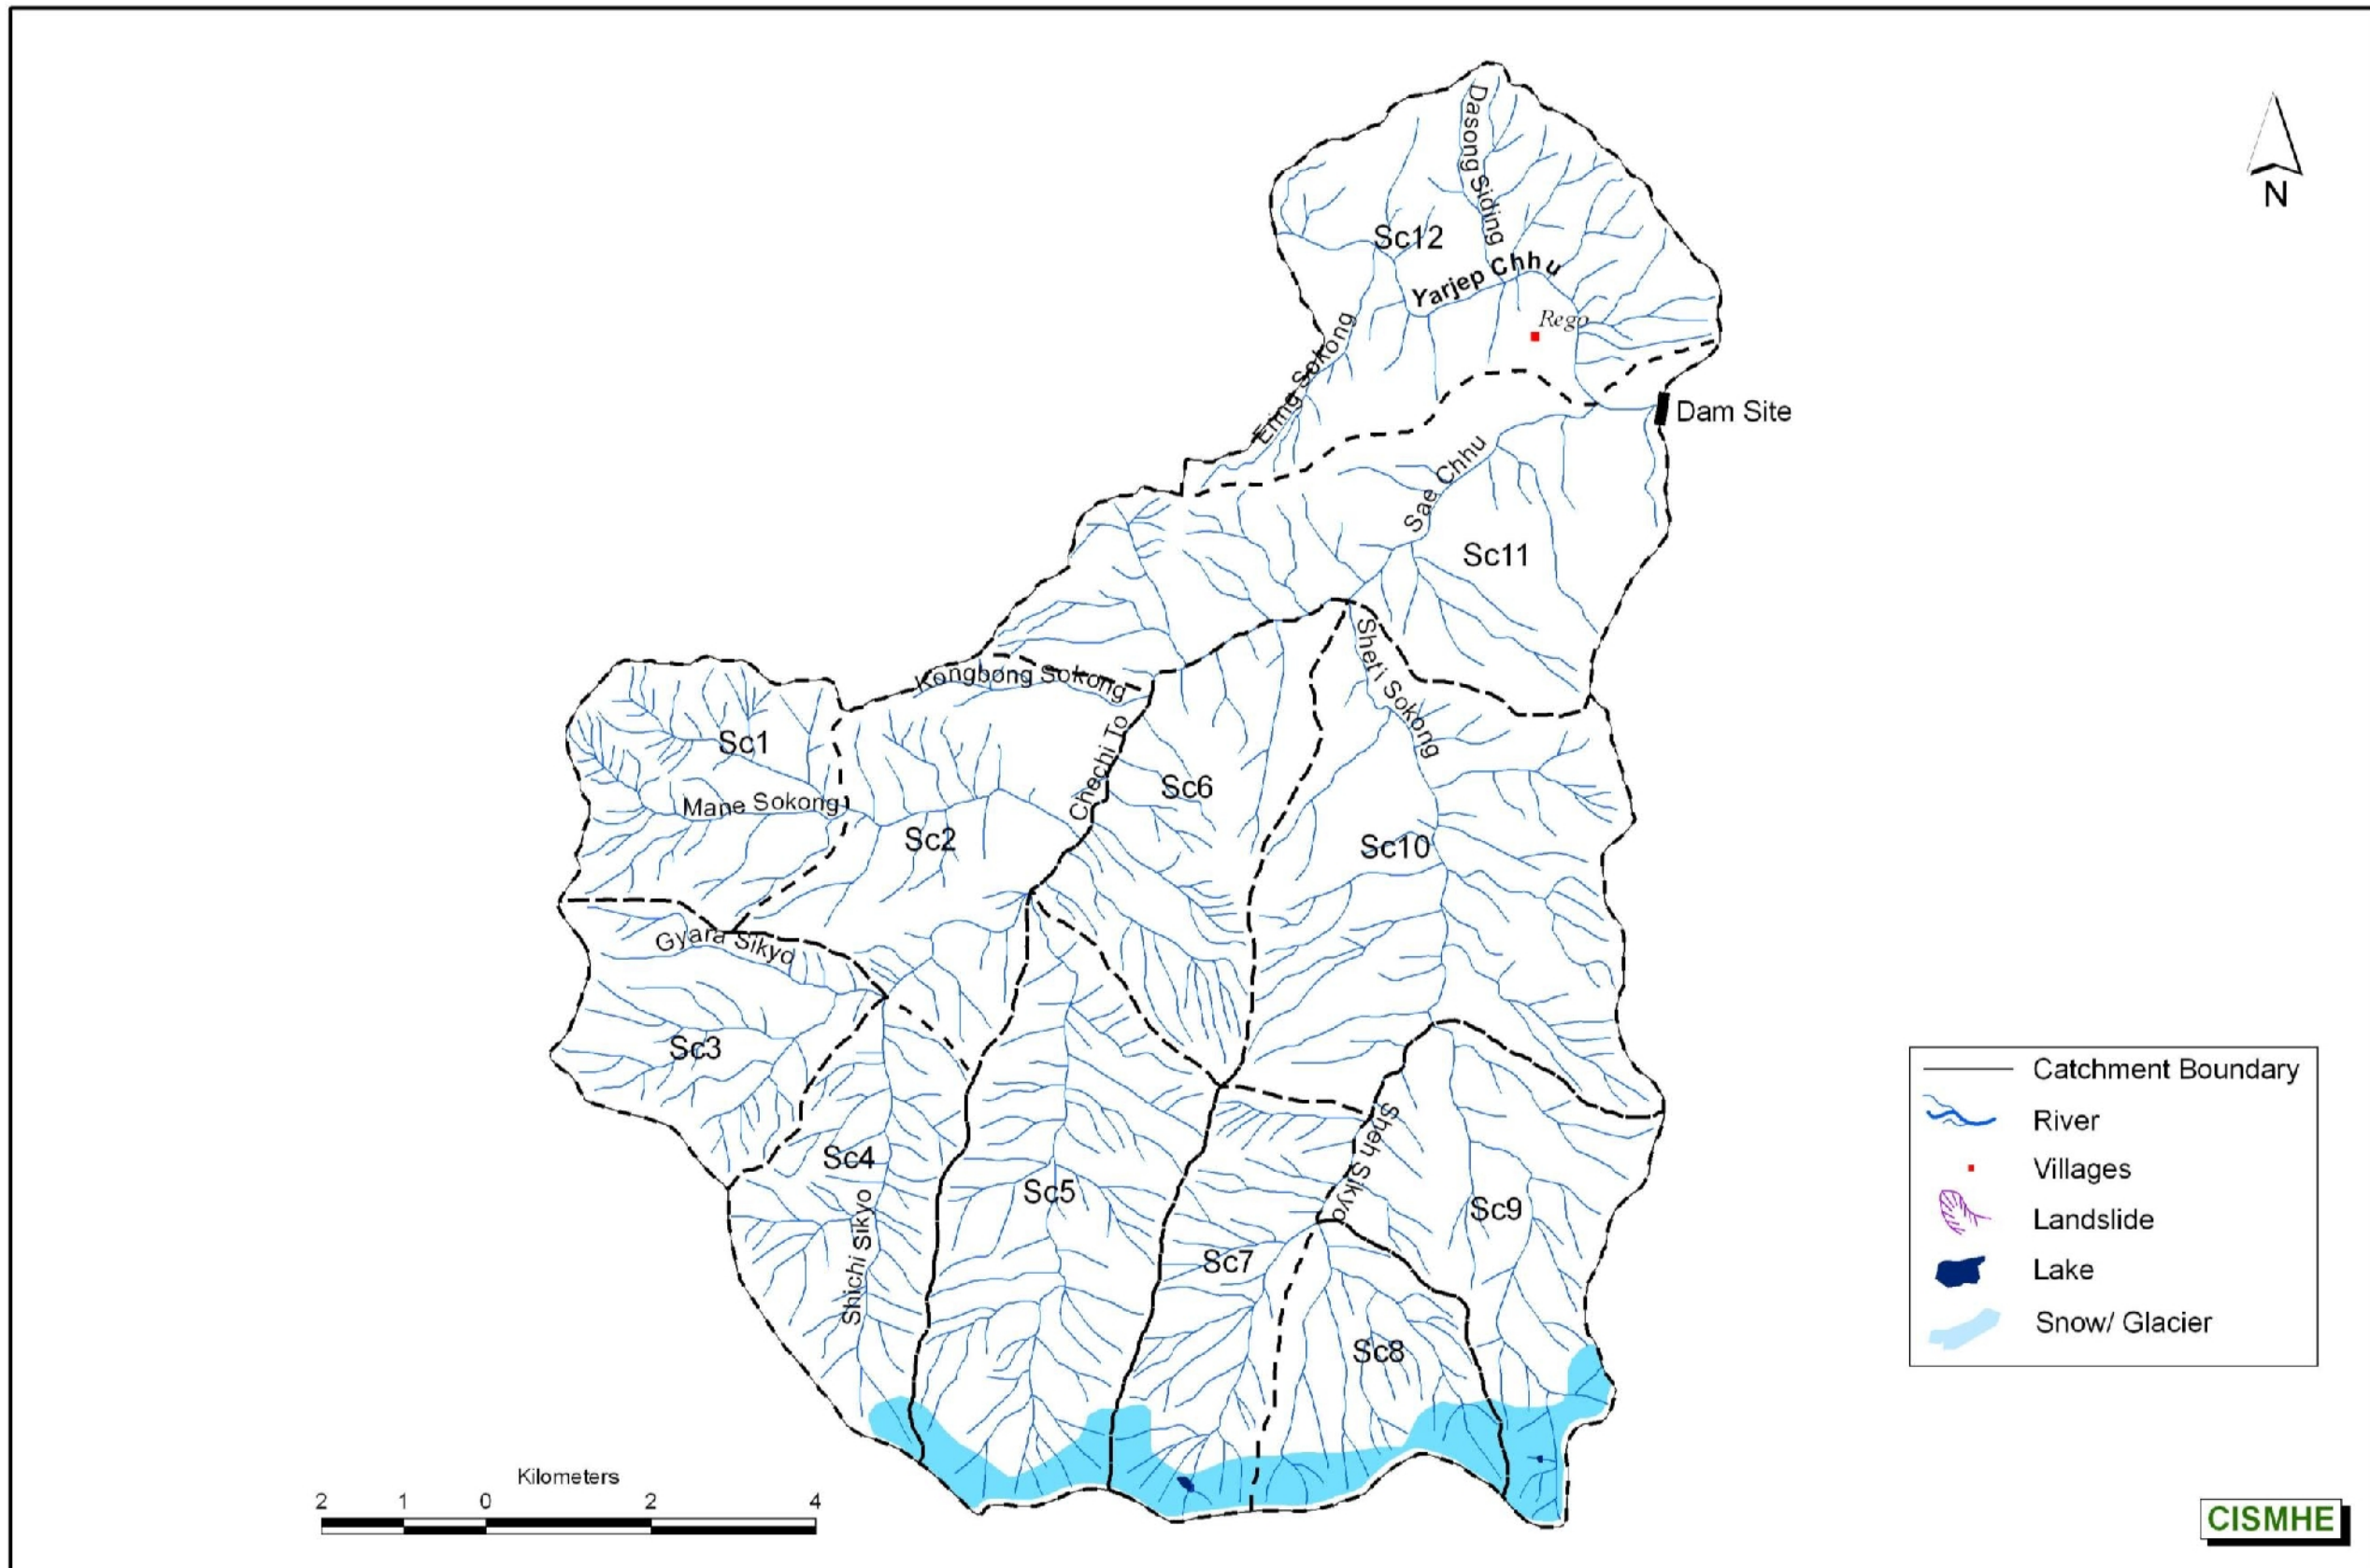 Dasong Siding
N
Sc12
Yarjep Chhu
Rego
Eming Sokong
Dam Site
Sae Chhu
Sc11
Sheti Sokong
Kongbong Sokong
Chechi To
Sc1
Mane Sokong
Sc2
Sc6
Sc10
Gyara Sikyo
Sc3
Sc4
Shichi Sikyo
Sc5
Sheh Sikyo
Sc7
Sc9
Sc8
Catchment Boundary
River
Villages
Landslide
Lake
Snow/ Glacier
Kilometers
2 1 0 2 4
CISMHE